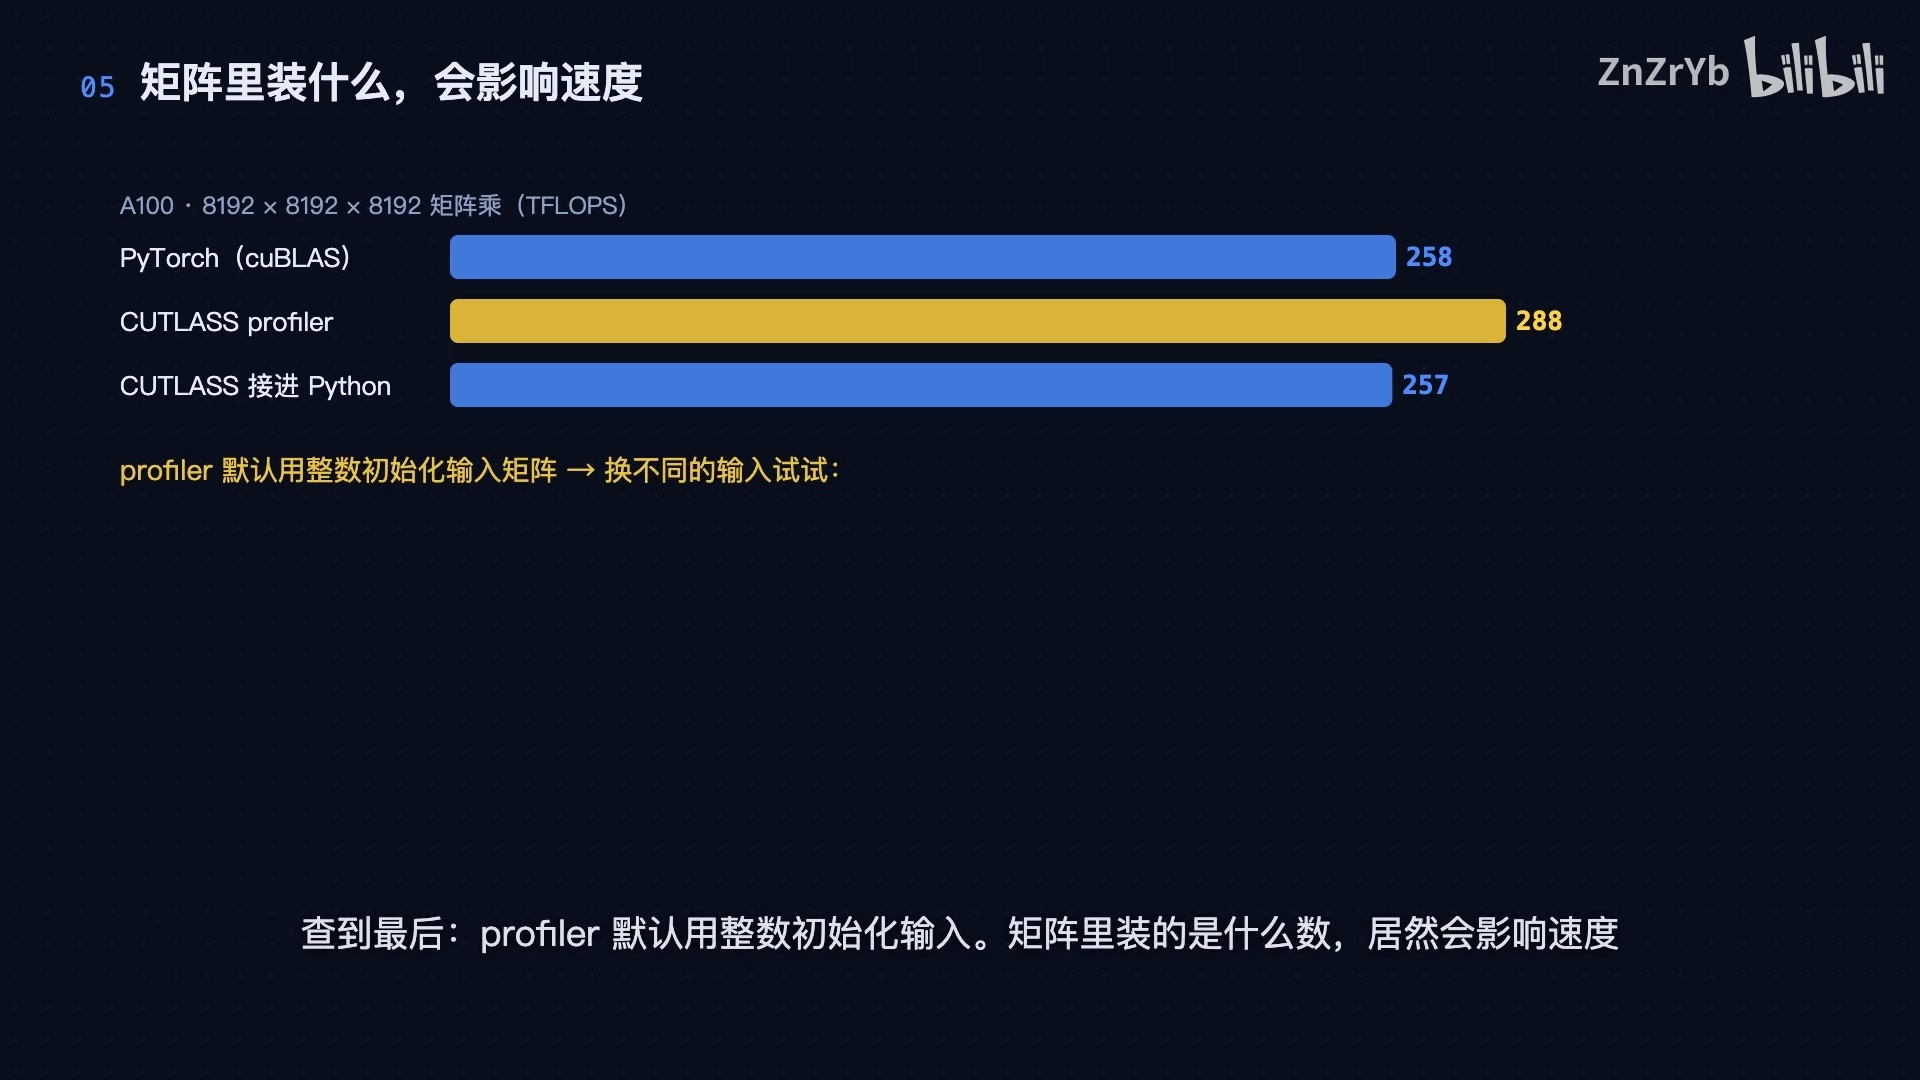 05 矩阵里装什么，会影响速度
ZnZrYb bilibili
A100 · 8192 × 8192 × 8192 矩阵乘（TFLOPS）
PyTorch（cuBLAS） 258
CUTLASS profiler 288
CUTLASS 接进 Python 257
profiler 默认用整数初始化输入矩阵 → 换不同的输入试试：
查到最后：profiler 默认用整数初始化输入。矩阵里装的是什么数，居然会影响速度